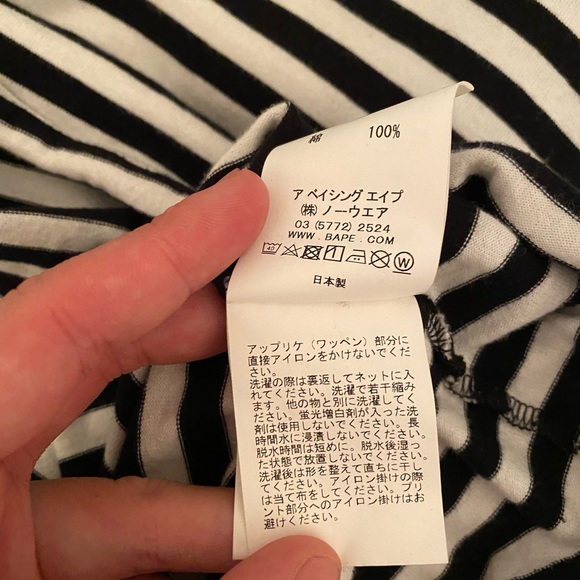 綿 100%
ア ベイシング エイプ
㈱ ノーウエア
03 (5772) 2524
WWW.BAPE.COM
40
W
日本製
アップリケ（ワッペン）部分に
直接アイロンをかけないでくだ
さい。
洗濯の際は裏返してネットに入
れてください。洗濯で若干縮み
ます。他の物と別に洗濯してく
ださい。蛍光増白剤が入った洗
剤は使用しないでください。長
時間水に浸漬しないでください。
脱水時間は短めに。脱水後湿っ
た状態で放置しないでください。
洗濯後は形を整えて直ちに干し
てください。アイロン掛けの際
は当て布をしてください。プリ
ント部分へのアイロン掛けはお
避けください。